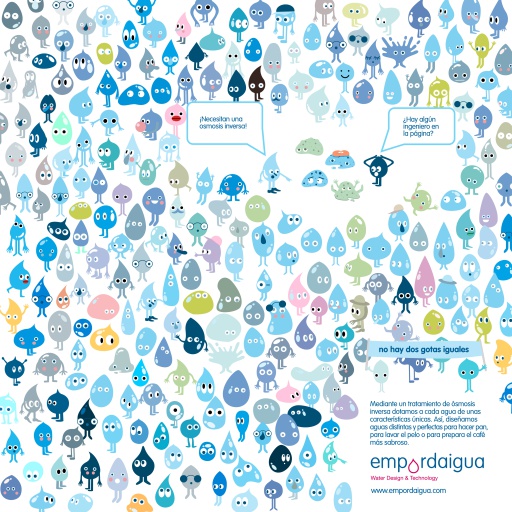 ¡Necesitan una
osmosis inversa!
¿Hay algún
ingeniero en
la página?
no hay dos gotas iguales
Mediante un tratamiento de ósmosis
inversa dotamos a cada agua de unas
características únicas. Así, diseñamos
aguas distintas y perfectas para hacer pan,
para lavar el pelo o para preparar el café
más sabroso.
empordaigua
Water Design & Technology
www.empordaigua.com